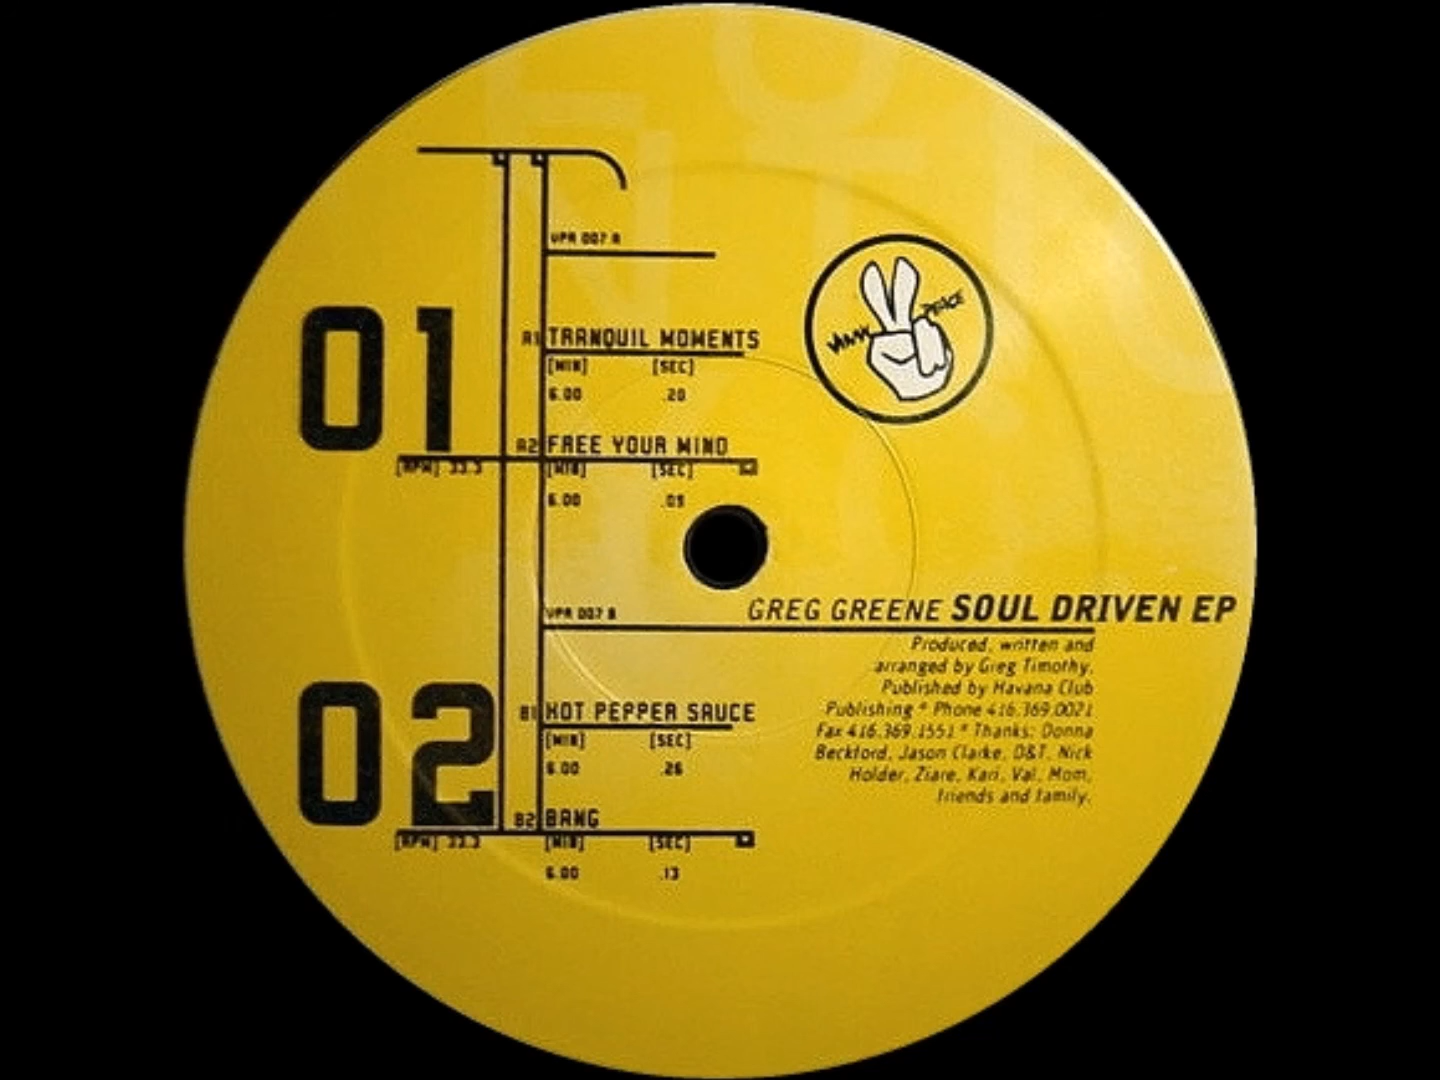 VPR 007 A
01
A1 TRANQUIL MOMENTS
[MIN] [SEC]
6.00 .20
A2 FREE YOUR MIND
[RPM] 33.3 [MIN] [SEC]
6.00 .09
PEACE
VPR 007 B
GREG GREENE SOUL DRIVEN EP
Produced, written and
arranged by Greg Timothy.
Published by Havana Club
Publishing * Phone 416.369.0021
Fax 416.369.1551 * Thanks: Donna
Beckford, Jason Clarke, D&T, Nick
Holder, Ziare, Kari, Val, Mom,
friends and family.
02
B1 HOT PEPPER SAUCE
[MIN] [SEC]
6.00 .26
B2 BANG
[RPM] 33.3 [MIN] [SEC]
6.00 .13